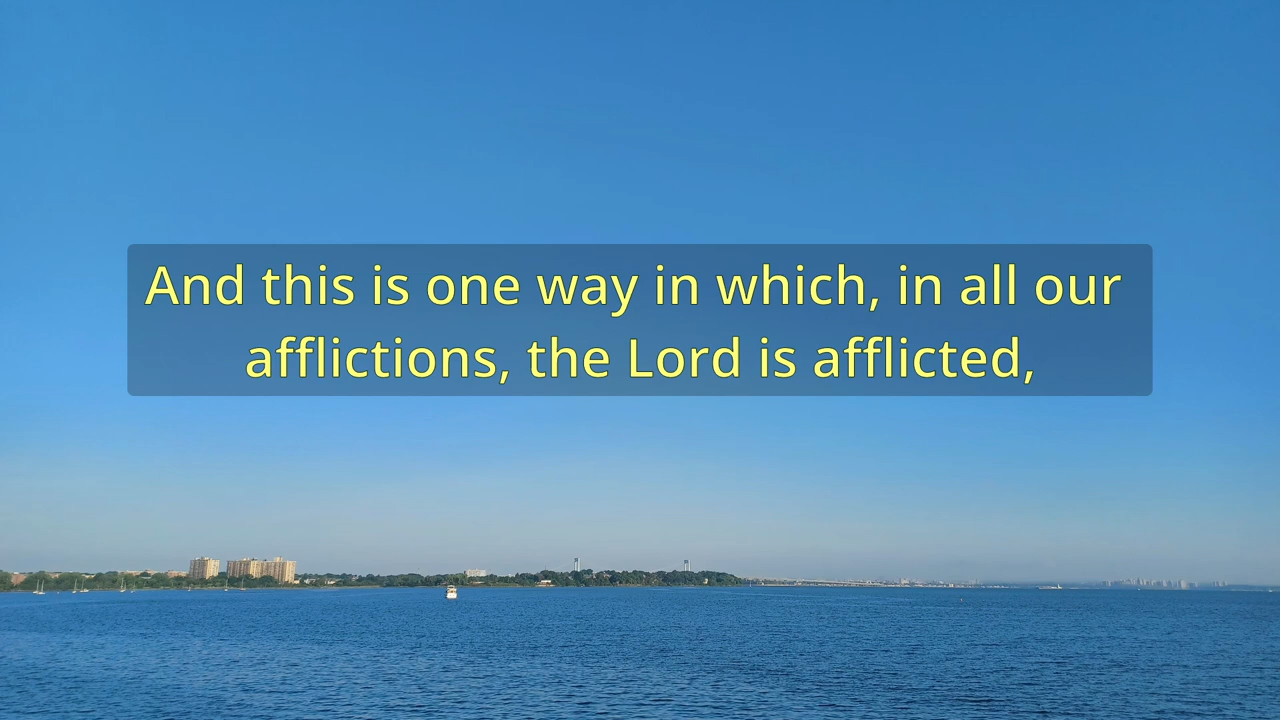 And this is one way in which, in all our
afflictions, the Lord is afflicted,